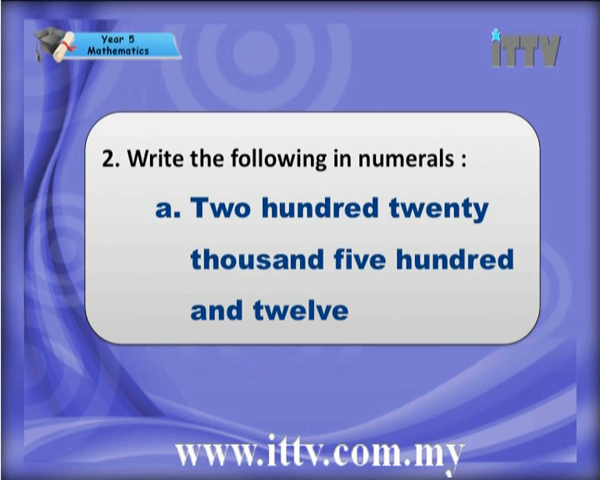 Year 5
Mathematics
iTTV
2. Write the following in numerals :
a. Two hundred twenty
thousand five hundred
and twelve
www.ittv.com.my